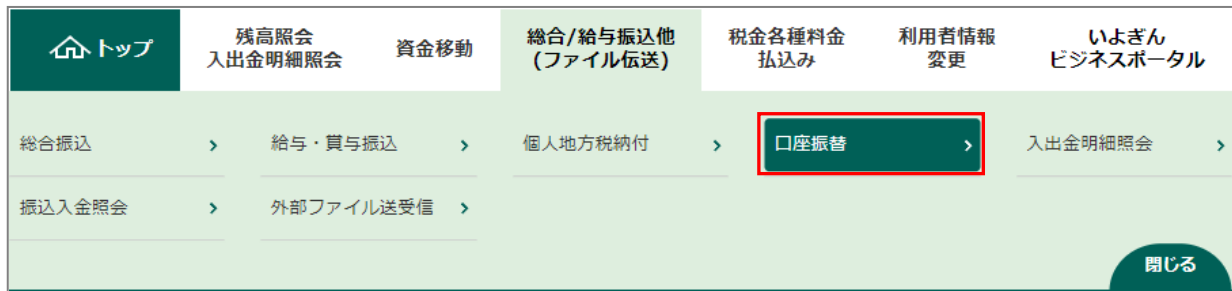 トップ
残高照会
入出金明細照会
資金移動
総合/給与振込他
(ファイル伝送)
税金各種料金
払込み
利用者情報
変更
いよぎん
ビジネスポータル
総合振込
給与・賞与振込
個人地方税納付
口座振替
入出金明細照会
振込入金照会
外部ファイル送受信
閉じる